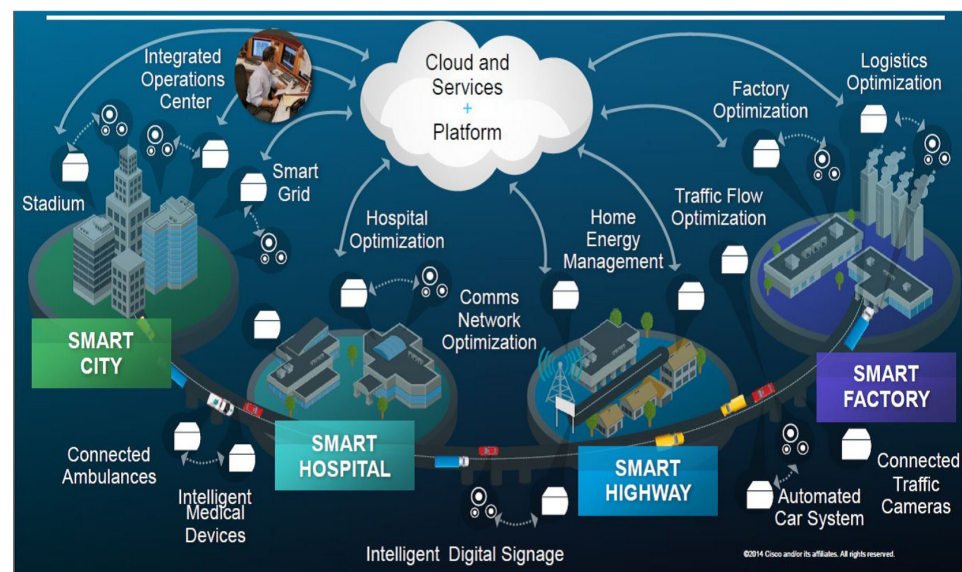 Integrated
Operations
Center
Cloud and
Services
+
Platform
Logistics
Optimization
Factory
Optimization
Stadium
Smart
Grid
Hospital
Optimization
Home
Energy
Management
Traffic Flow
Optimization
Comms
Network
Optimization
SMART
CITY
SMART
HOSPITAL
SMART
HIGHWAY
SMART
FACTORY
Connected
Ambulances
Intelligent
Medical
Devices
Intelligent Digital Signage
Automated
Car System
Connected
Traffic
Cameras
©2014 Cisco and/or its affiliates. All rights reserved.